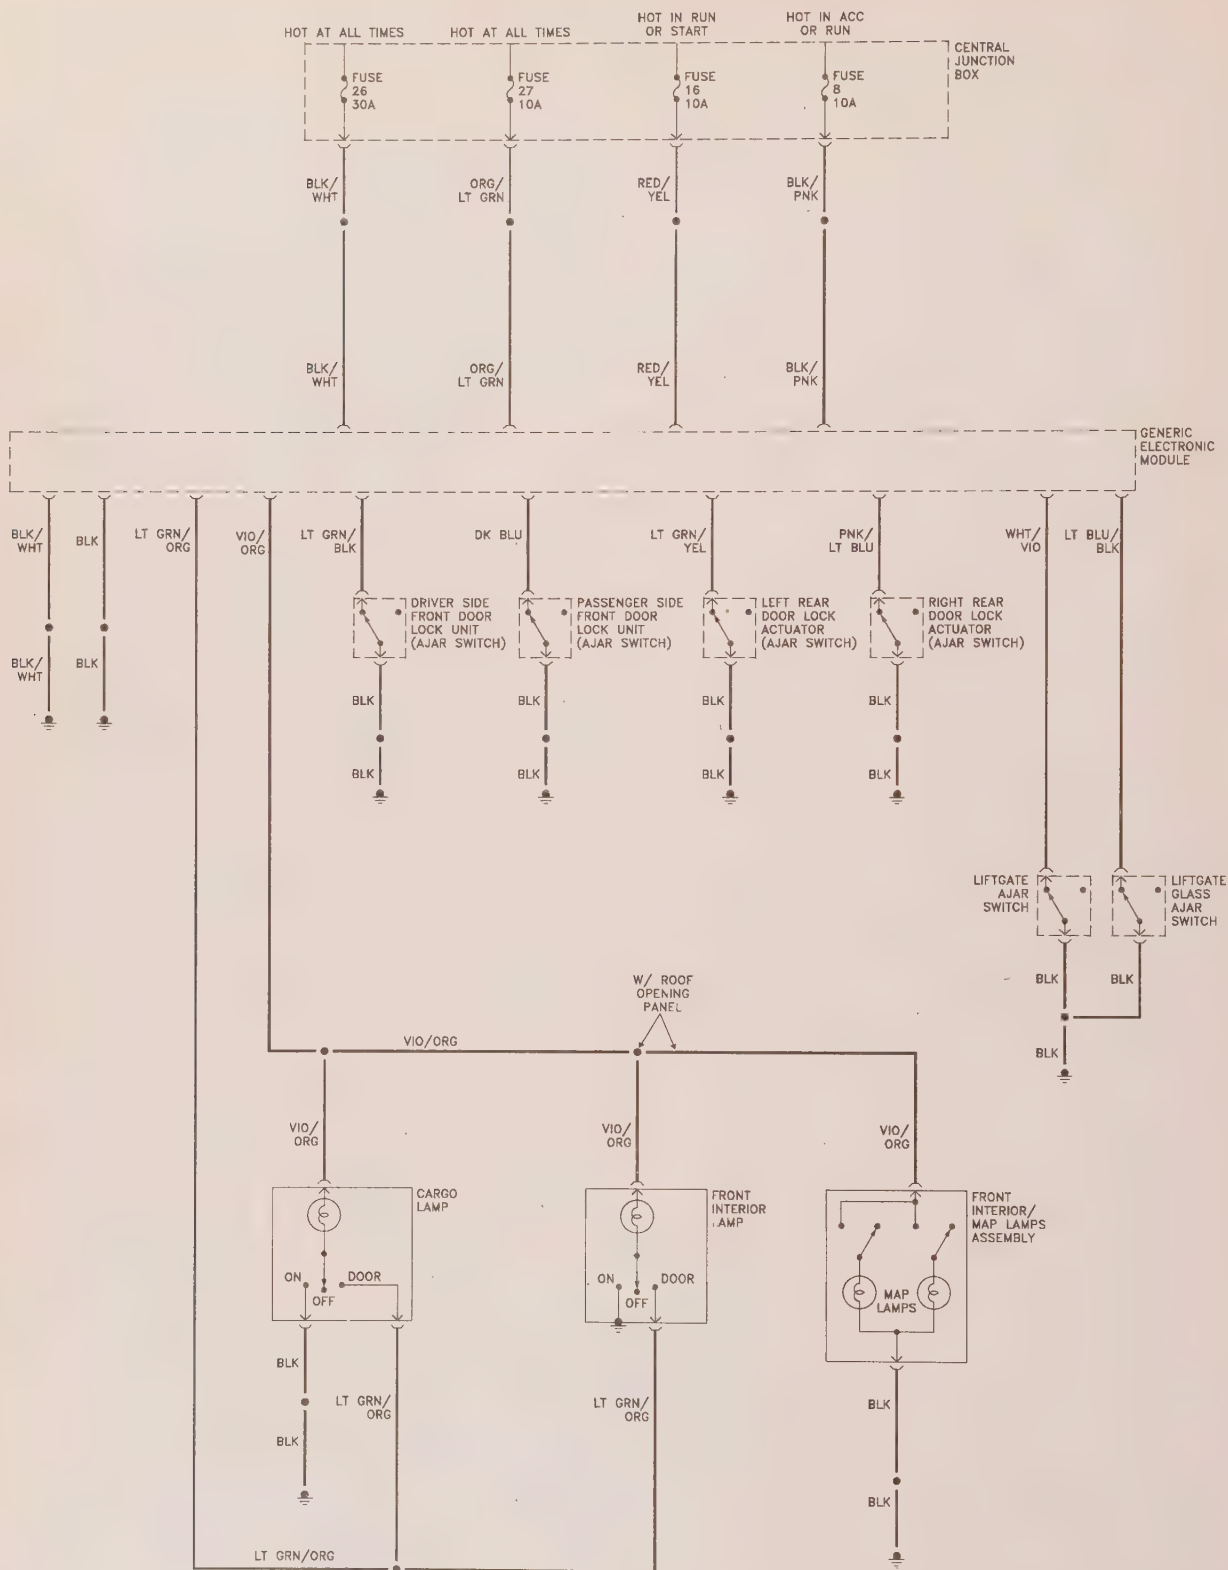 HOT AT ALL TIMES
HOT AT ALL TIMES
HOT IN RUN
OR START
HOT IN ACC
OR RUN
CENTRAL
JUNCTION
BOX
FUSE
26
30A
FUSE
27
10A
FUSE
16
10A
FUSE
8
10A
BLK/
WHT
ORG/
LT GRN
RED/
YEL
BLK/
PNK
BLK/
WHT
ORG/
LT GRN
RED/
YEL
BLK/
PNK
GENERIC
ELECTRONIC
MODULE
BLK/
WHT
BLK
LT GRN/
ORG
VIO/
ORG
LT GRN/
BLK
DK BLU
LT GRN/
YEL
PNK/
LT BLU
WHT/
VIO
LT BLU/
BLK
DRIVER SIDE
FRONT DOOR
LOCK UNIT
(AJAR SWITCH)
PASSENGER SIDE
FRONT DOOR
LOCK UNIT
(AJAR SWITCH)
LEFT REAR
DOOR LOCK
ACTUATOR
(AJAR SWITCH)
RIGHT REAR
DOOR LOCK
ACTUATOR
(AJAR SWITCH)
BLK/
WHT
BLK
BLK
BLK
BLK
BLK
BLK
BLK
BLK
BLK
LIFTGATE
AJAR
SWITCH
LIFTGATE
GLASS
AJAR
SWITCH
BLK
BLK
BLK
W/ ROOF
OPENING
PANEL
VIO/ORG
VIO/
ORG
VIO/
ORG
VIO/
ORG
CARGO
LAMP
ON
DOOR
OFF
FRONT
INTERIOR
LAMP
ON
DOOR
OFF
FRONT
INTERIOR/
MAP LAMPS
ASSEMBLY
MAP
LAMPS
BLK
LT GRN/
ORG
LT GRN/
ORG
BLK
BLK
BLK
LT GRN/ORG